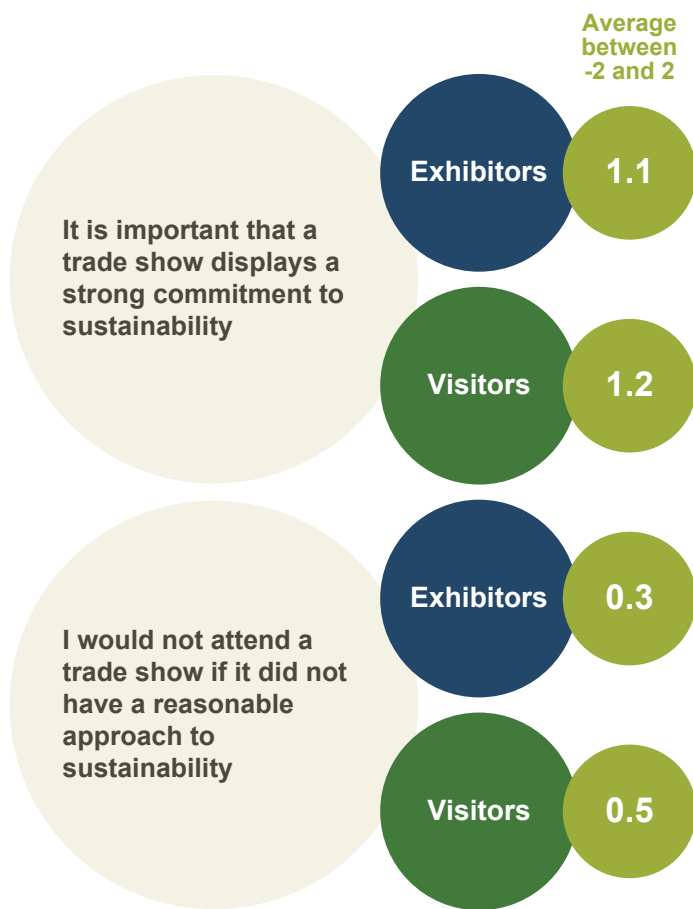 Average
between
-2 and 2
It is important that a
trade show displays a
strong commitment to
sustainability
Exhibitors
1.1
Visitors
1.2
I would not attend a
trade show if it did not
have a reasonable
approach to
sustainability
Exhibitors
0.3
Visitors
0.5